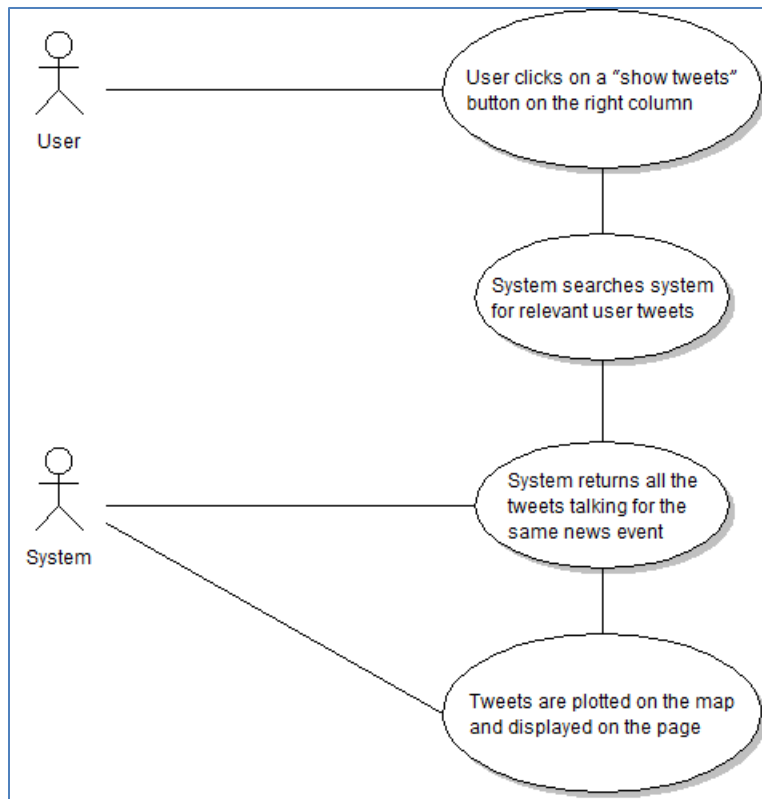 User clicks on a “show tweets”
button on the right column
User
System searches system
for relevant user tweets
System returns all the
tweets talking for the
same news event
System
Tweets are plotted on the map
and displayed on the page